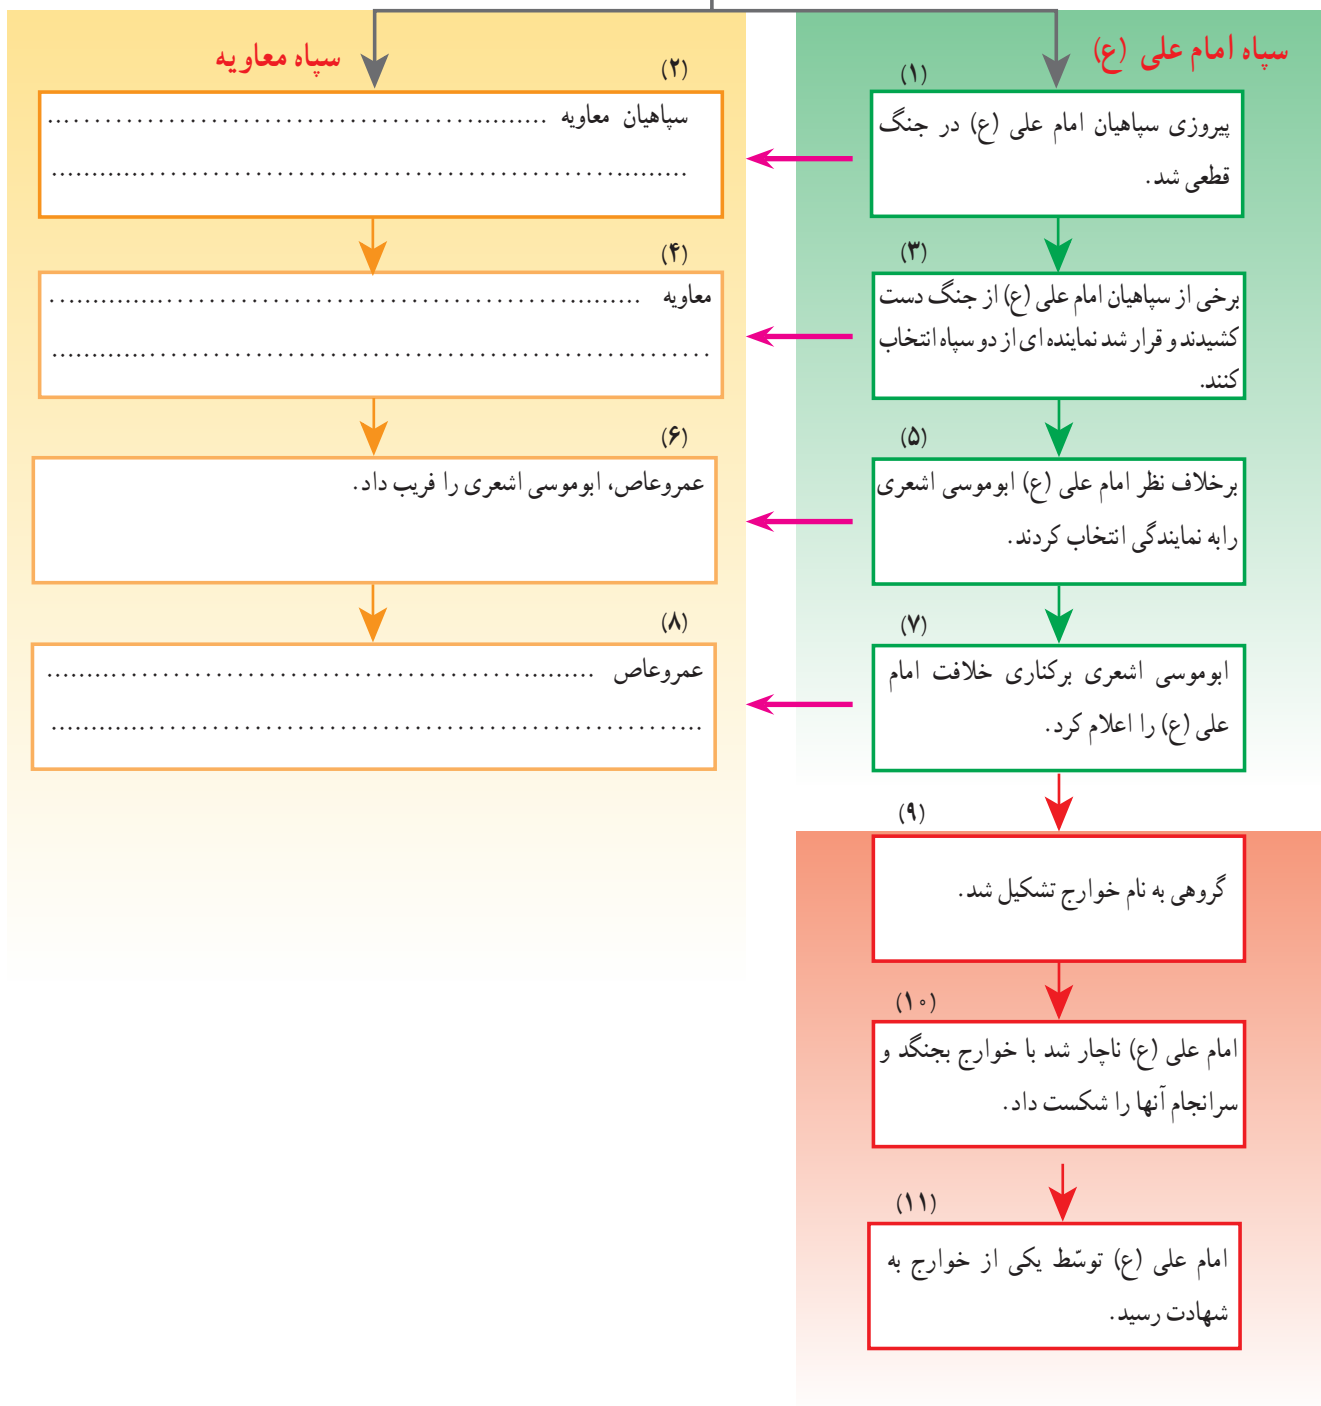 سپاه امام علی (ع)
سپاه معاویه
(۱)
پیروزی سپاهیان امام علی (ع) در جنگ
قطعی شد.
(۲)
سپاهیان معاویه ................................................
................................................................
(۳)
برخی از سپاهیان امام علی (ع) از جنگ دست
کشیدند و قرار شد نماینده ای از دو سپاه انتخاب
کنند.
(۴)
معاویه ................................................
................................................................
(۵)
برخلاف نظر امام علی (ع) ابوموسی اشعری
رابه نمایندگی انتخاب کردند.
(۶)
عمروعاص، ابوموسی اشعری را فریب داد.
(۷)
ابوموسی اشعری برکناری خلافت امام
علی (ع) را اعلام کرد.
(۸)
عمروعاص ................................................
................................................................
(۹)
گروهی به نام خوارج تشکیل شد.
(۱۰)
امام علی (ع) ناچار شد با خوارج بجنگد و
سرانجام آنها را شکست داد.
(۱۱)
امام علی (ع) توسّط یکی از خوارج به
شهادت رسید.